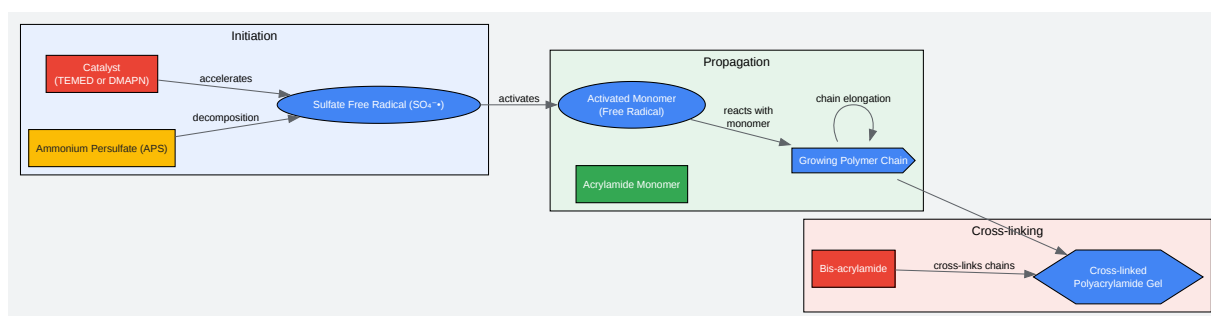 Initiation
Catalyst
(TEMED or DMAPN)
accelerates
Sulfate Free Radical (SO₄⁻•)
decomposition
Ammonium Persulfate (APS)
activates
Propagation
Activated Monomer
(Free Radical)
reacts with
monomer
chain elongation
Growing Polymer Chain
Acrylamide Monomer
Cross-linking
Bis-acrylamide
cross-links chains
Cross-linked
Polyacrylamide Gel